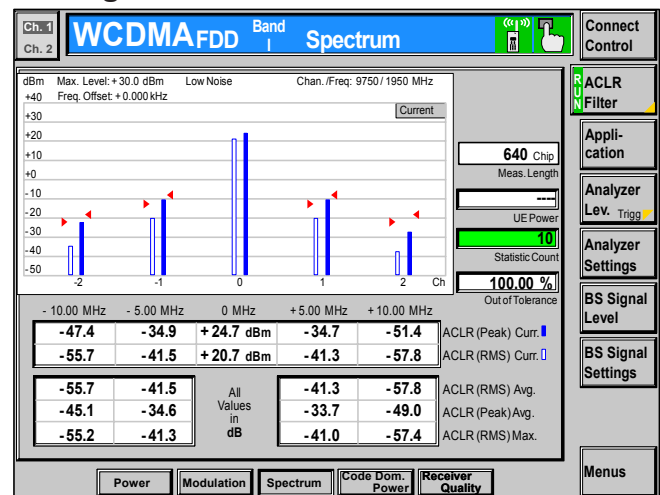 Ch. 1
Ch. 2
WCDMA FDD Band I Spectrum
Connect Control
dBm Max. Level: + 30.0 dBm Low Noise Chan./Freq: 9750 / 1950 MHz
+40 Freq. Offset: + 0.000 kHz
Current
+30
+20
+10
+0
-10
-20
-30
-40
-50
-2 -1 0 1 2 Ch
640 Chip
Meas. Length
----
UE Power
10
Statistic Count
100.00 %
Out of Tolerance
- 10.00 MHz - 5.00 MHz 0 MHz + 5.00 MHz + 10.00 MHz
-47.4 -34.9 + 24.7 dBm -34.7 -51.4 ACLR (Peak) Curr.
-55.7 -41.5 + 20.7 dBm -41.3 -57.8 ACLR (RMS) Curr.
-55.7 -41.5 -41.3 -57.8 ACLR (RMS) Avg.
-45.1 -34.6 -33.7 -49.0 ACLR (Peak) Avg.
-55.2 -41.3 -41.0 -57.4 ACLR (RMS) Max.
All
Values
in
dB
RUN
ACLR
Filter
Appli-
cation
Analyzer
Lev. Trigg
Analyzer
Settings
BS Signal
Level
BS Signal
Settings
Menus
Power Modulation Spectrum Code Dom. Power Receiver Quality